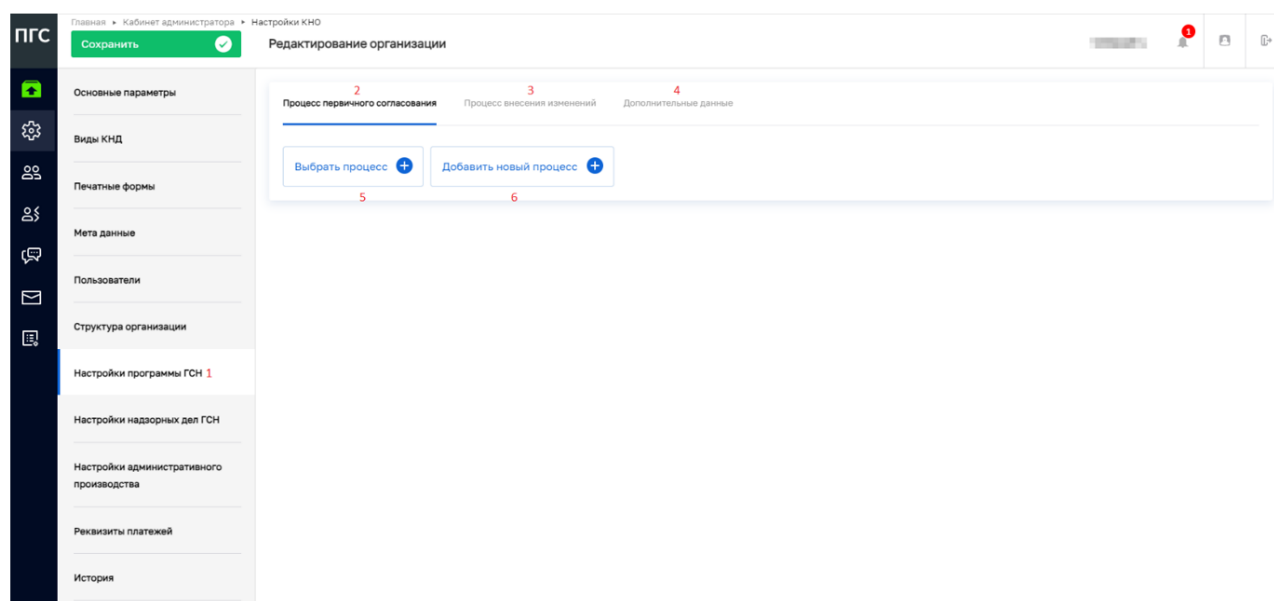 Главная ▸ Кабинет администратора ▸ Настройки КНО
ПГС
Сохранить
Редактирование организации
1
Основные параметры
Виды КНД
Печатные формы
Мета данные
Пользователи
Структура организации
Настройки программы ГСН 1
Настройки надзорных дел ГСН
Настройки административного
производства
Реквизиты платежей
История
2 3 4
Процесс первичного согласования Процесс внесения изменений Дополнительные данные
Выбрать процесс Добавить новый процесс
5 6